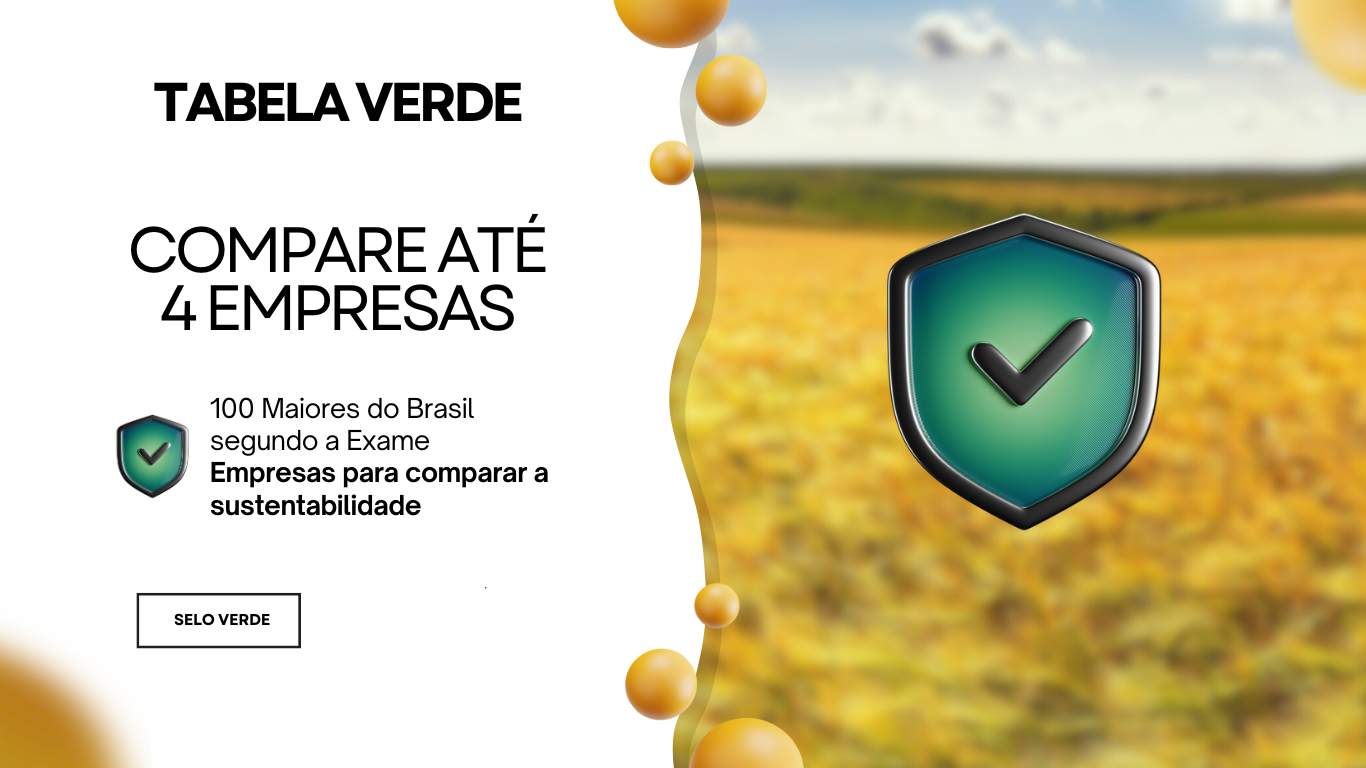 TABELA VERDE
COMPARE ATÉ
4 EMPRESAS
100 Maiores do Brasil
segundo a Exame
Empresas para comparar a
sustentabilidade
SELO VERDE